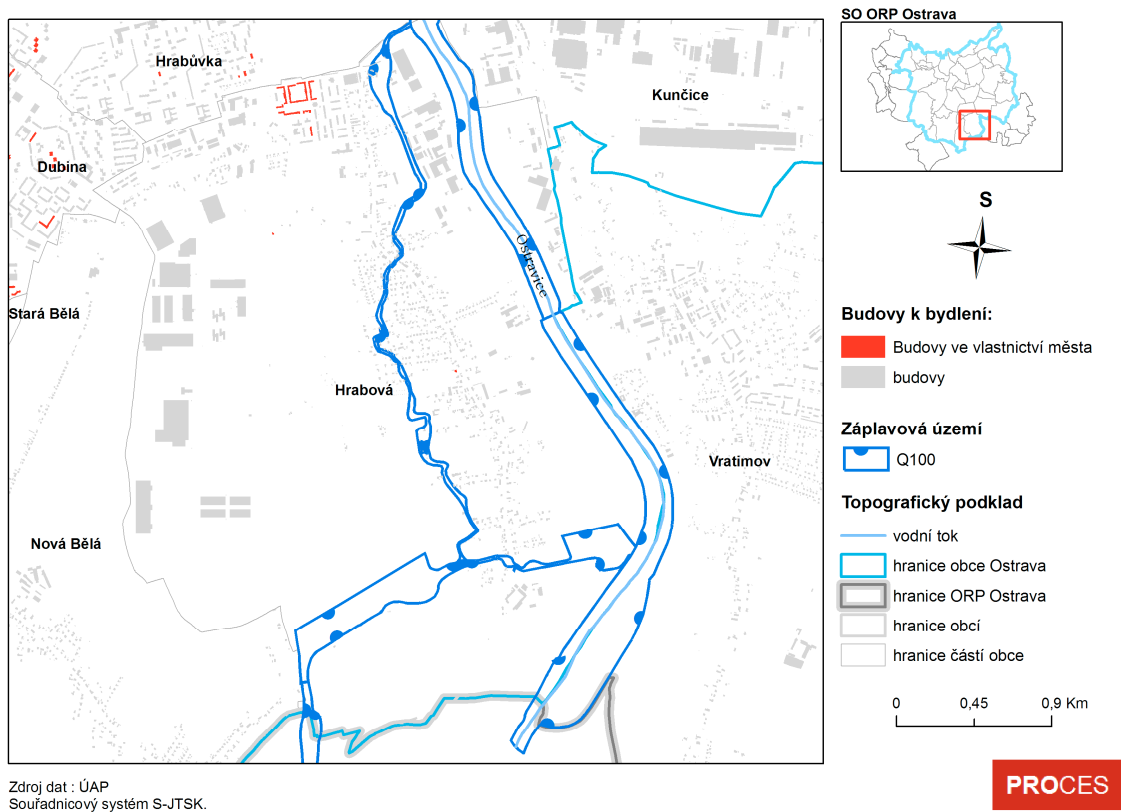 SO ORP Ostrava
Hrabůvka
Kunčice
Dubina
S
Ostravice
Stará Bělá
Budovy k bydlení:
Budovy ve vlastnictví města
budovy
Hrabová
Záplavová území
Q100
Vratimov
Topografický podklad
vodní tok
Nová Bělá
hranice obce Ostrava
hranice ORP Ostrava
hranice obcí
hranice částí obce
0 0,45 0,9 Km
Zdroj dat : ÚAP
Souřadnicový systém S-JTSK.
PROCES